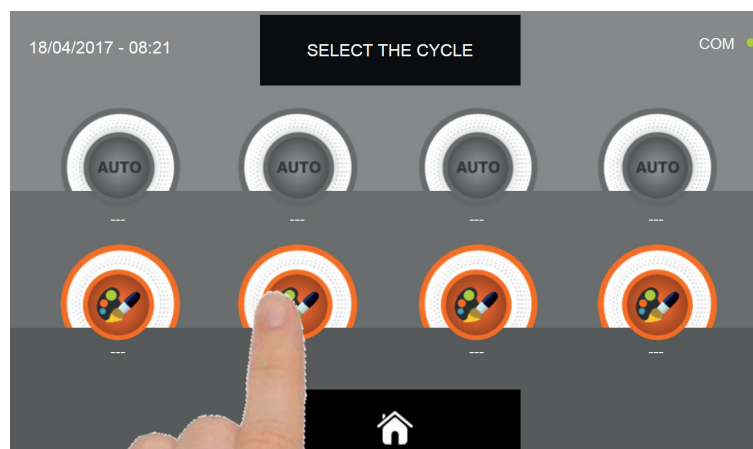 18/04/2017 - 08:21
SELECT THE CYCLE
COM
AUTO AUTO AUTO AUTO
--- --- --- ---
--- --- ---